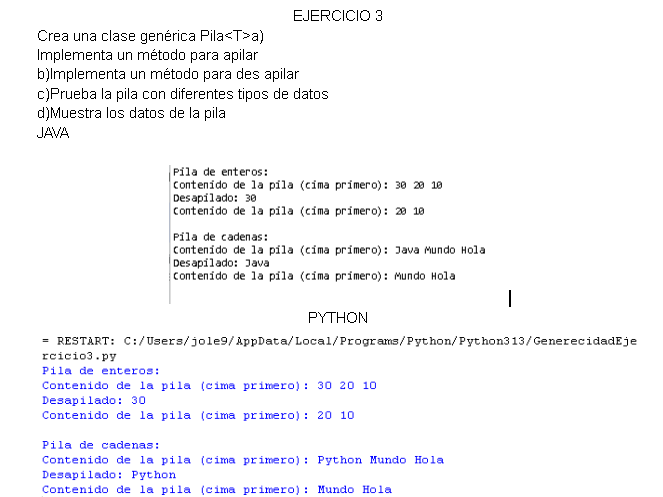 EJERCICIO 3
Crea una clase genérica Pila<T>a)
Implementa un método para apilar
b)Implementa un método para des apilar
c)Prueba la pila con diferentes tipos de datos
d)Muestra los datos de la pila
JAVA
Pila de enteros:
Contenido de la pila (cima primero): 30 20 10
Desapilado: 30
Contenido de la pila (cima primero): 20 10
Pila de cadenas:
Contenido de la pila (cima primero): Java Mundo Hola
Desapilado: Java
Contenido de la pila (cima primero): Mundo Hola
PYTHON
= RESTART: C:/Users/jole9/AppData/Local/Programs/Python/Python313/GenerecidadEje
rcicio3.py
Pila de enteros:
Contenido de la pila (cima primero): 30 20 10
Desapilado: 30
Contenido de la pila (cima primero): 20 10
Pila de cadenas:
Contenido de la pila (cima primero): Python Mundo Hola
Desapilado: Python
Contenido de la pila (cima primero): Mundo Hola